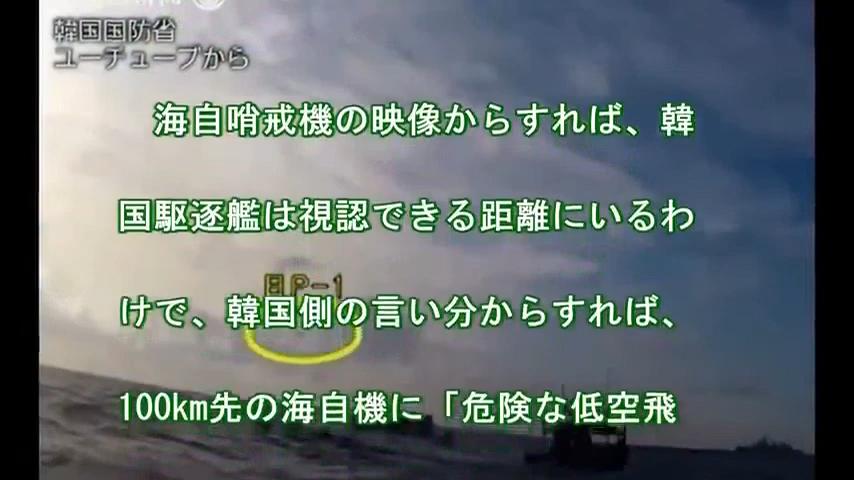 韓国国防省
ユーチューブから
海自哨戒機の映像からすれば、韓
国駆逐艦は視認できる距離にいるわ
日P-1
けで、韓国側の言い分からすれば、
100km先の海自機に「危険な低空飛